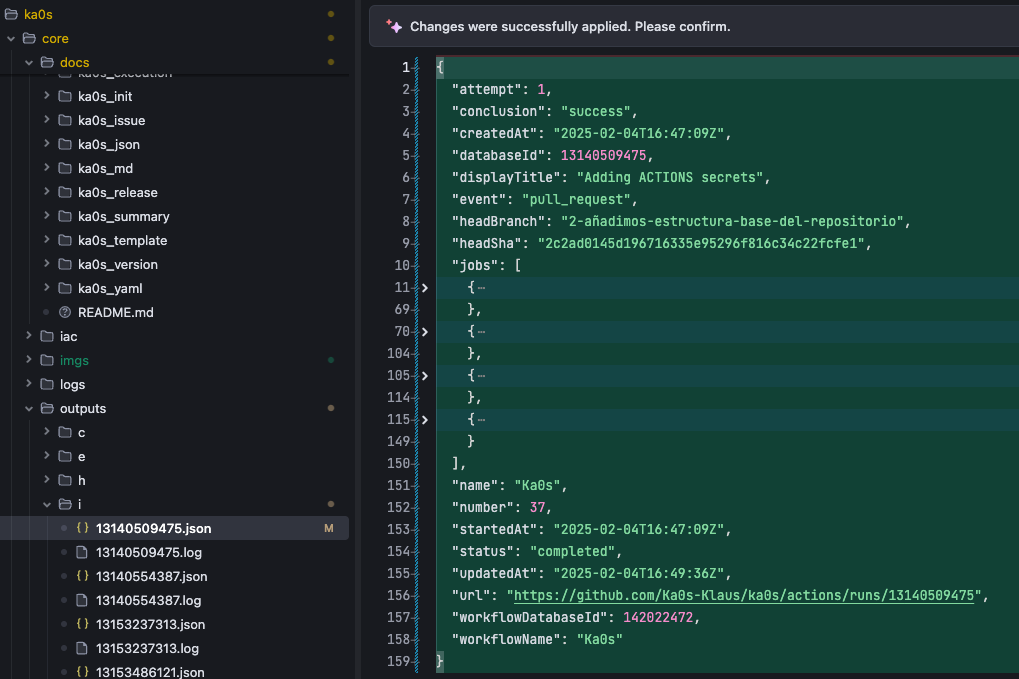 ka0s
core
docs
ka0s_execution
ka0s_init
ka0s_issue
ka0s_json
ka0s_md
ka0s_release
ka0s_summary
ka0s_template
ka0s_version
ka0s_yaml
README.md
iac
imgs
logs
outputs
c
e
h
i
{} 13140509475.json M
13140509475.log
{} 13140554387.json
13140554387.log
{} 13153237313.json
13153237313.log
{} 13153486121.json
Changes were successfully applied. Please confirm.
1 {
2 "attempt": 1,
3 "conclusion": "success",
4 "createdAt": "2025-02-04T16:47:09Z",
5 "databaseId": 13140509475,
6 "displayTitle": "Adding ACTIONS secrets",
7 "event": "pull_request",
8 "headBranch": "2-añadimos-estructura-base-del-repositorio",
9 "headSha": "2c2ad0145d196716335e95296f816c34c22fcfe1",
10 "jobs": [
11 { ⋯
69 },
70 { ⋯
104 },
105 { ⋯
114 },
115 { ⋯
149 }
150 ],
151 "name": "Ka0s",
152 "number": 37,
153 "startedAt": "2025-02-04T16:47:09Z",
154 "status": "completed",
155 "updatedAt": "2025-02-04T16:49:36Z",
156 "url": "https://github.com/Ka0s-Klaus/ka0s/actions/runs/13140509475",
157 "workflowDatabaseId": 142022472,
158 "workflowName": "Ka0s"
159 }